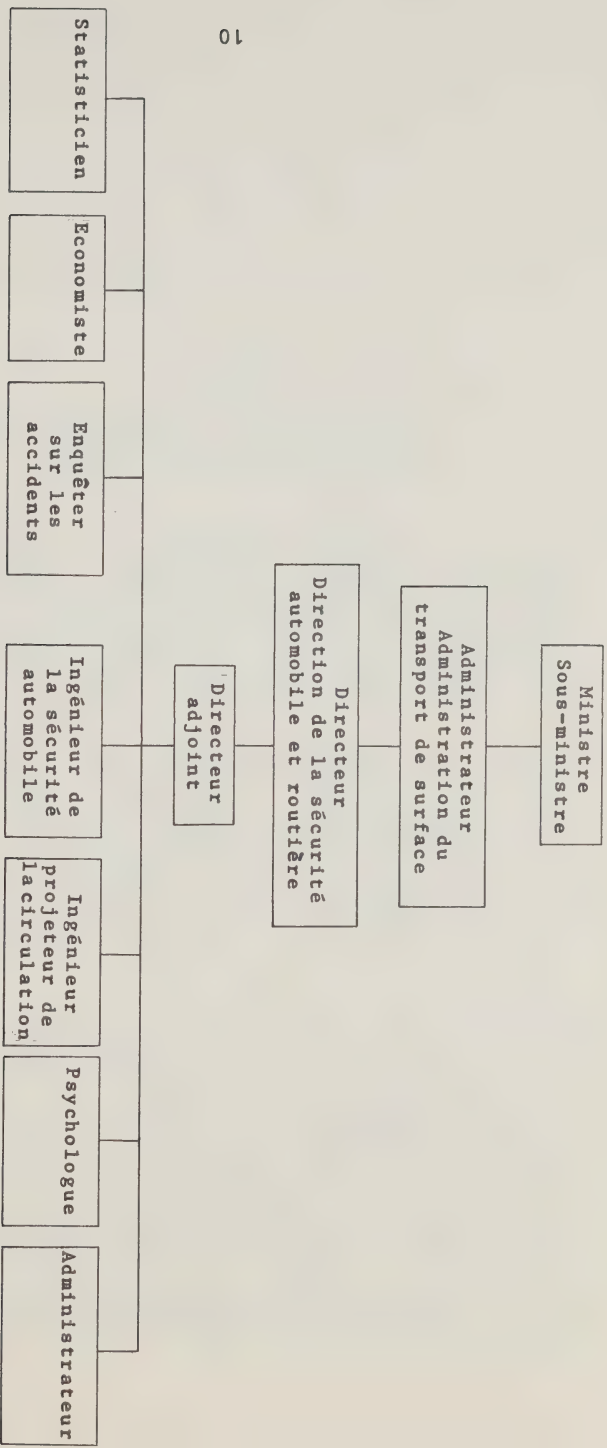 Ministre
Sous-ministre
Administrateur
Administration du
transport de surface
Directeur
Direction de la sécurité
automobile et routière
Directeur
adjoint
Statisticien
Economiste
Enquêter
sur les
accidents
Ingénieur de
la sécurité
automobile
Ingénieur
projeteur de
lacirculation
Psychologue
Administrateur
10